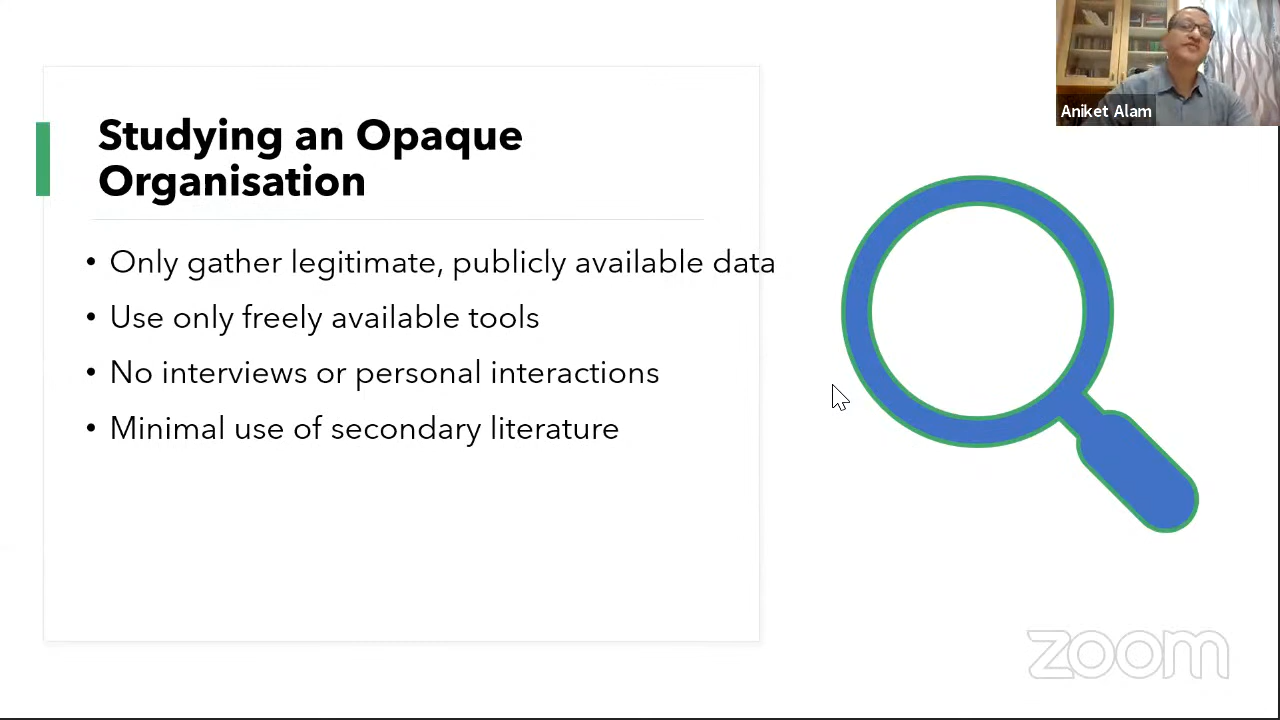 Aniket Alam
Studying an Opaque
Organisation
• Only gather legitimate, publicly available data
• Use only freely available tools
• No interviews or personal interactions
• Minimal use of secondary literature
zoom